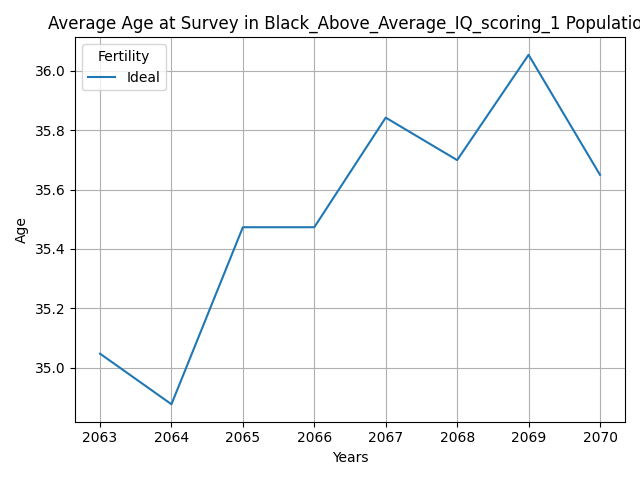 Average Age at Survey in Black_Above_Average_IQ_scoring_1 Populatio
Fertility
Ideal
Age
36.0
35.8
35.6
35.4
35.2
35.0
2063 2064 2065 2066 2067 2068 2069 2070
Years